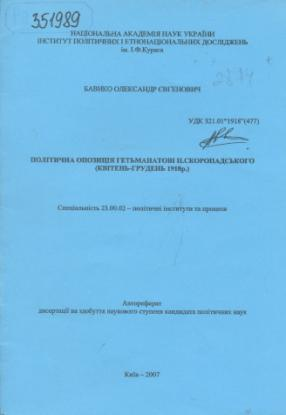 351989
НАЦІОНАЛЬНА АКАДЕМІЯ НАУК УКРАЇНИ
ІНСТИТУТ ПОЛІТИЧНИХ І ЕТНОНАЦІОНАЛЬНИХ ДОСЛІДЖЕНЬ
ім. І.Ф.Кураса
БАВИКО ОЛЕКСАНДР ЄВГЕНОВИЧ
УДК 321.01"1918"(477)
ПОЛІТИЧНА ОПОЗИЦІЯ ГЕТЬМАНАТОВІ П.СКОРОПАДСЬКОГО
(КВІТЕНЬ-ГРУДЕНЬ 1918р.)
Спеціальність 23.00.02 – політичні інститути та процеси
Автореферат
дисертації на здобуття наукового ступеня кандидата політичних наук
Київ – 2007